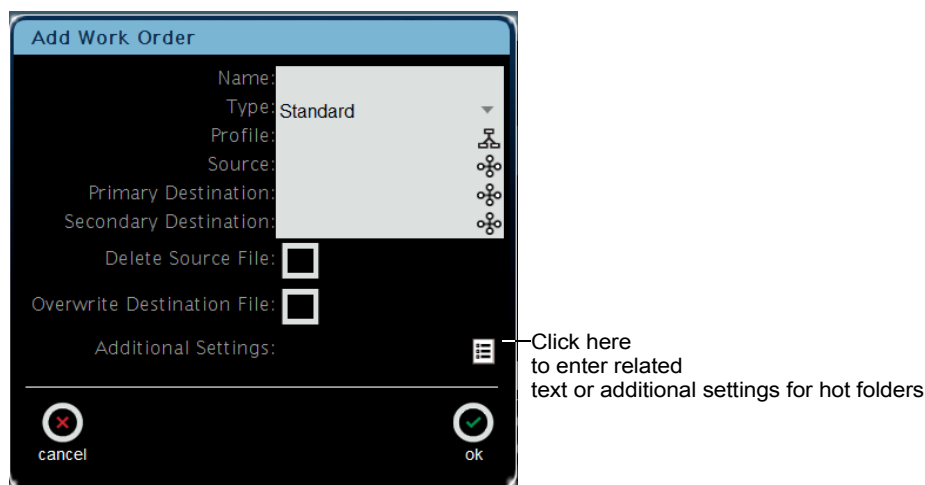 Add Work Order
Name:
Type: Standard
Profile:
Source:
Primary Destination:
Secondary Destination:
Delete Source File:
Overwrite Destination File:
Additional Settings:
Click here
to enter related
text or additional settings for hot folders
cancel
ok